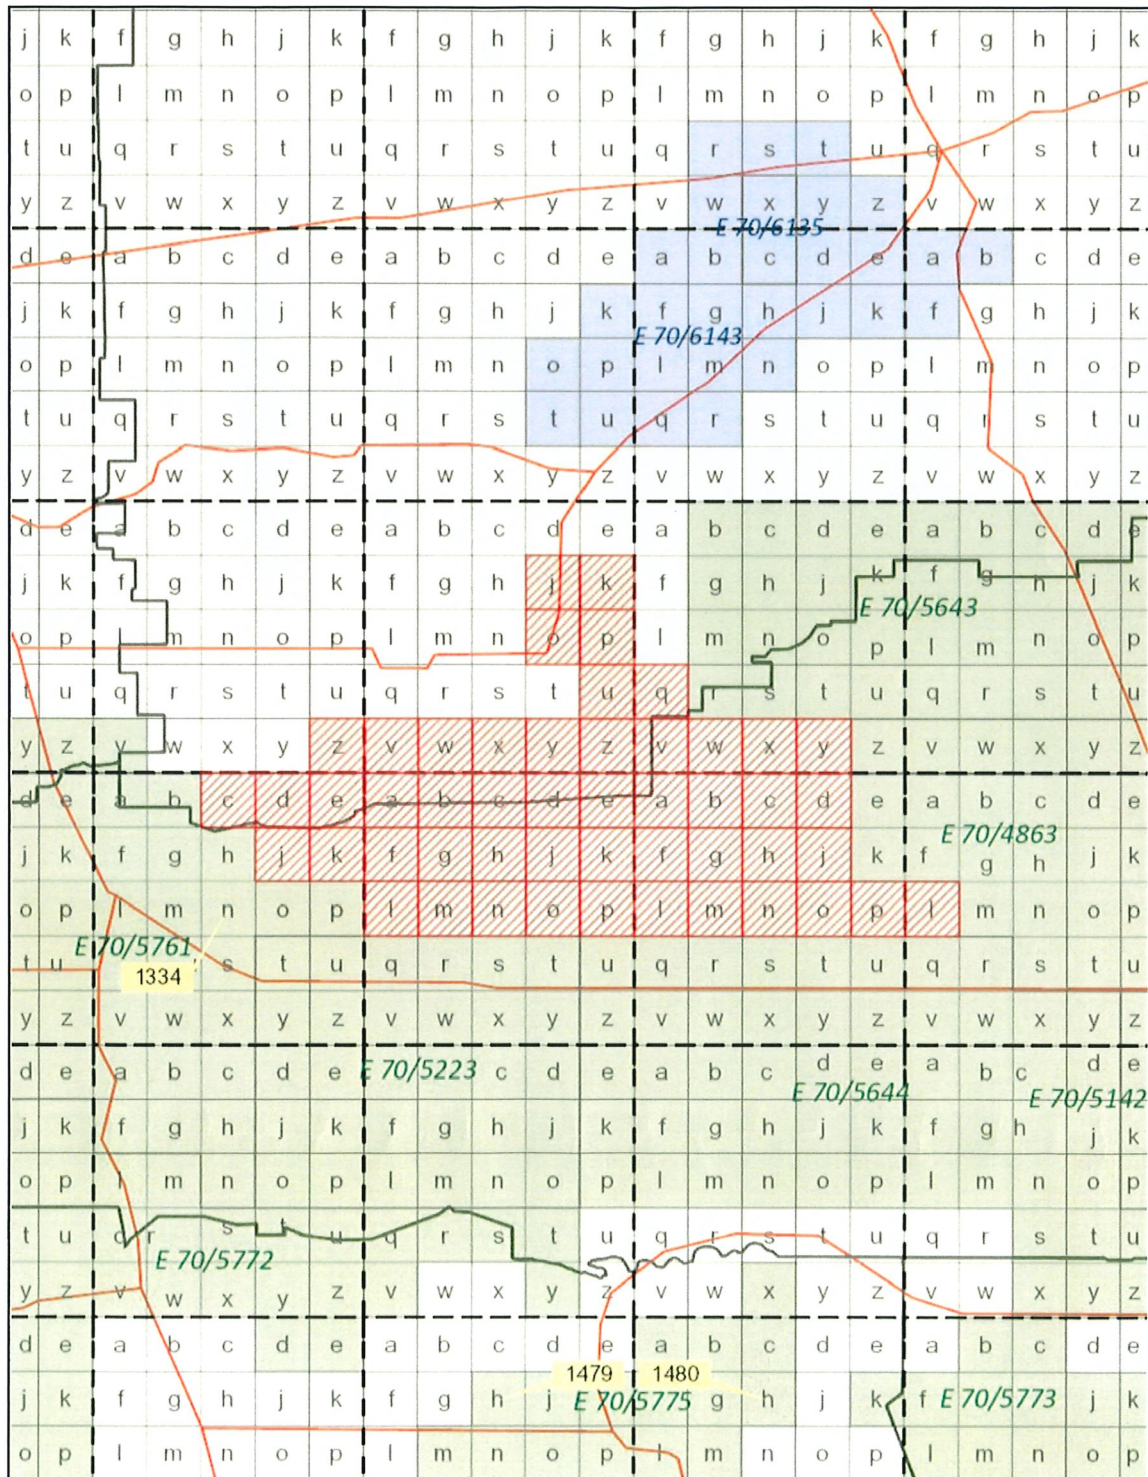 j k f g h j k f g h j k f g h j k f g h j k
o p l m n o p l m n o p l m n o p l m n o p
t u q r s t u q r s t u q r s t u q r s t u
y z v w x y z v w x y z v w x y z v w x y z
E 70/6135
d e a b c d e a b c d e a b c d e a b c d e
j k f g h j k f g h j k f g h j k f g h j k
E 70/6143
o p l m n o p l m n o p l m n o p l m n o p
t u q r s t u q r s t u q r s t u q r s t u
y z v w x y z v w x y z v w x y z v w x y z
d e a b c d e a b c d e a b c d e a b c d e
j k f g h j k f g h j k f g h j k f g h j k
E 70/5643
o p l m n o p l m n o p l m n o p l m n o p
t u q r s t u q r s t u q r s t u q r s t u
y z v w x y z v w x y z v w x y z v w x y z
d e a b c d e a b c d e a b c d e a b c d e
E 70/4863
j k f g h j k f g h j k f g h j k f g h j k
o p l m n o p l m n o p l m n o p l m n o p
E 70/5761
t u s t u q r s t u q r s t u q r s t u
1334
y z v w x y z v w x y z v w x y z v w x y z
d e a b c d e E 70/5223 c d e a b c d e a b c d e
E 70/5644 E 70/5142
j k f g h j k f g h j k f g h j k f g h j k
o p l m n o p l m n o p l m n o p l m n o p
t u q r s t u q r s t u q r s t u q r s t u
E 70/5772
y z v w x y z v w x y z v w x y z v w x y z
d e a b c d e a b c d e a b c d e a b c d e
1479 1480
j k f g h j k f g h j E 70/5775 g h j k f E 70/5773 j k
o p l m n o p l m n o p l m n o p l m n o p